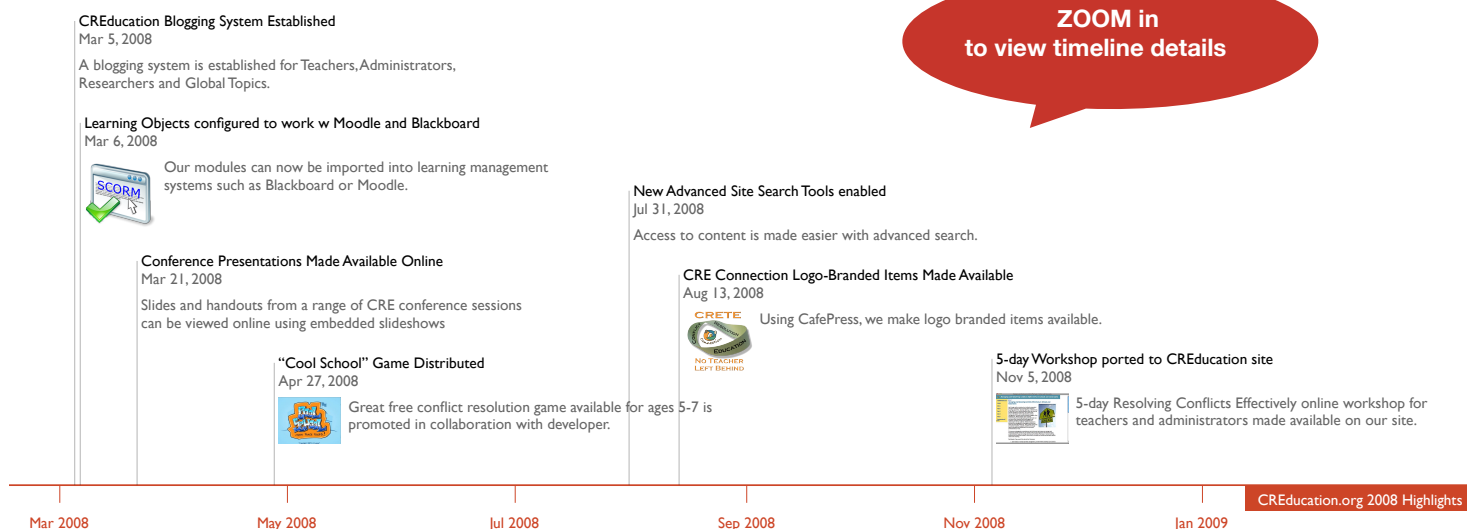 CREducation Blogging System Established
Mar 5, 2008
A blogging system is established for Teachers, Administrators,
Researchers and Global Topics.
ZOOM in
to view timeline details
Learning Objects configured to work w Moodle and Blackboard
Mar 6, 2008
SCORM
Our modules can now be imported into learning management
systems such as Blackboard or Moodle.
New Advanced Site Search Tools enabled
Jul 31, 2008
Access to content is made easier with advanced search.
Conference Presentations Made Available Online
Mar 21, 2008
Slides and handouts from a range of CRE conference sessions
can be viewed online using embedded slideshows
CRE Connection Logo-Branded Items Made Available
Aug 13, 2008
CRETE
RESOLUTION
EDUCATION
NO TEACHER
LEFT BEHIND
Using CafePress, we make logo branded items available.
“Cool School” Game Distributed
Apr 27, 2008
Great free conflict resolution game available for ages 5-7 is
promoted in collaboration with developer.
5-day Workshop ported to CREducation site
Nov 5, 2008
5-day Resolving Conflicts Effectively online workshop for
teachers and administrators made available on our site.
CREducation.org 2008 Highlights
Mar 2008
May 2008
Jul 2008
Sep 2008
Nov 2008
Jan 2009